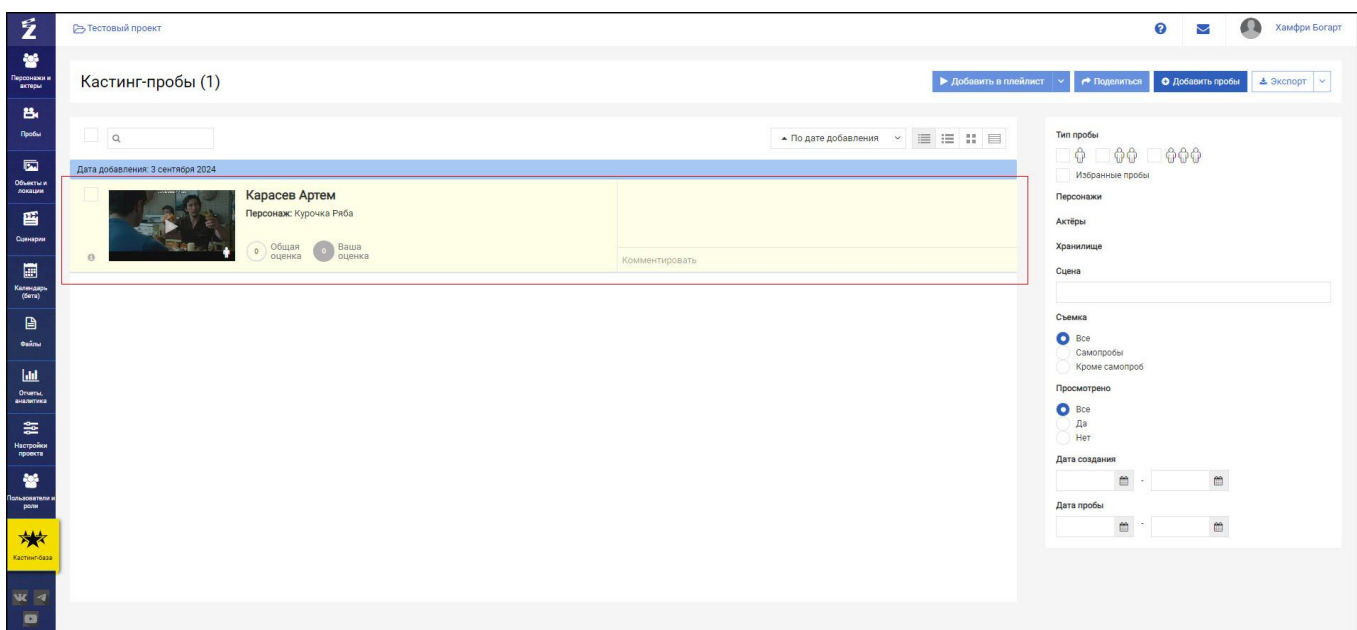 Z
Тестовый проект
Хамфри Богарт
Персонажи и
актеры
Пробы
Объекты и
локации
Сценарии
Календарь
(бета)
Файлы
Отчеты,
аналитика
Настройки
проекта
Пользователи и
роли
Кастинг-база
Кастинг-пробы (1)
Добавить в плейлист
Поделиться
Добавить пробы
Экспорт
По дате добавления
Дата добавления: 3 сентября 2024
Карасев Артем
Персонаж: Курочка Ряба
0 Общая
оценка
0 Ваша
оценка
Комментировать
Тип пробы
Избранные пробы
Персонажи
Актёры
Хранилище
Сцена
Съемка
Все
Самопробы
Кроме самопроб
Просмотрено
Все
Да
Нет
Дата создания
-
Дата пробы
-